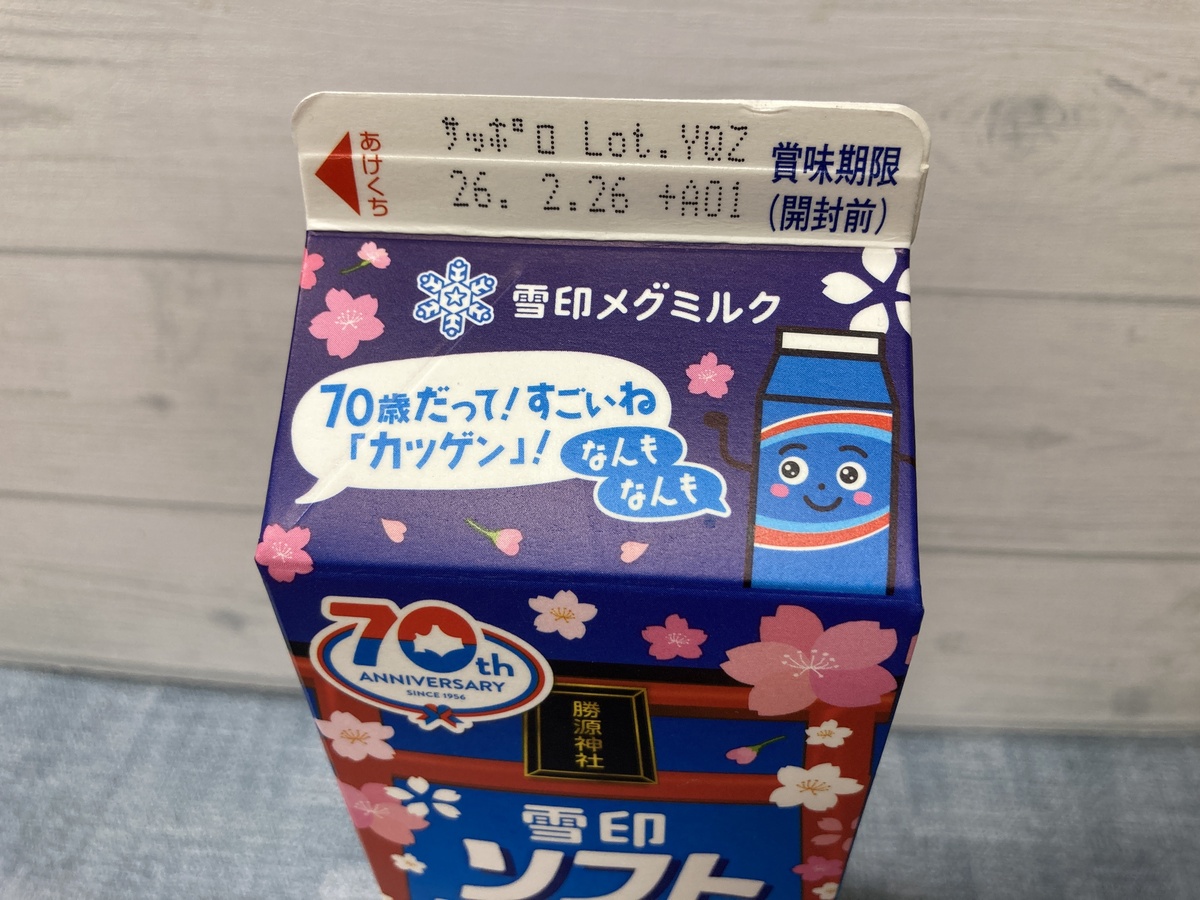 あけくち
サッポロ Lot.YQZ
26. 2.26 +A01
賞味期限
(開封前)
雪印メグミルク
70歳だって!すごいね
「カツゲン」!
なんも
なんも
70th
ANNIVERSARY
SINCE 1956
勝源神社
雪印
ソフト